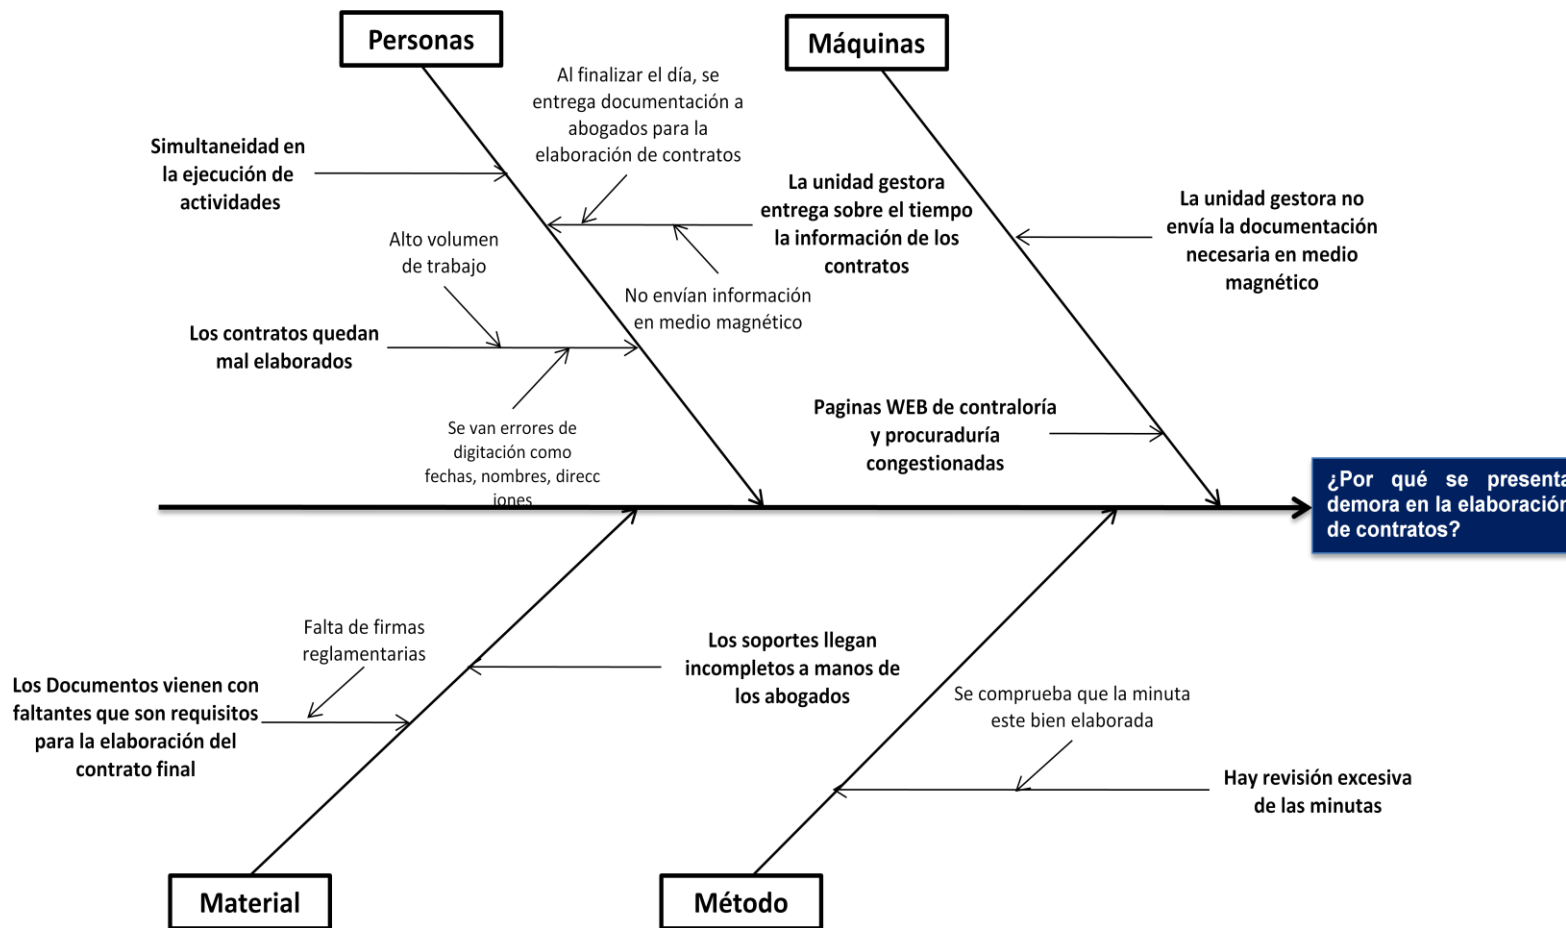 Personas
Máquinas
Al finalizar el día, se
entrega documentación a
abogados para la
elaboración de contratos
Simultaneidad en
la ejecución de
actividades
La unidad gestora
entrega sobre el tiempo
la información de los
contratos
La unidad gestora no
envía la documentación
necesaria en medio
magnético
Alto volumen
de trabajo
No envían información
en medio magnético
Los contratos quedan
mal elaborados
Paginas WEB de contraloría
y procuraduría
congestionadas
Se van errores de
digitación como
fechas, nombres, direcc
iones
¿Por qué se presenta
demora en la elaboración
de contratos?
Falta de firmas
reglamentarias
Los soportes llegan
incompletos a manos de
los abogados
Los Documentos vienen con
faltantes que son requisitos
para la elaboración del
contrato final
Se comprueba que la minuta
este bien elaborada
Hay revisión excesiva
de las minutas
Material
Método